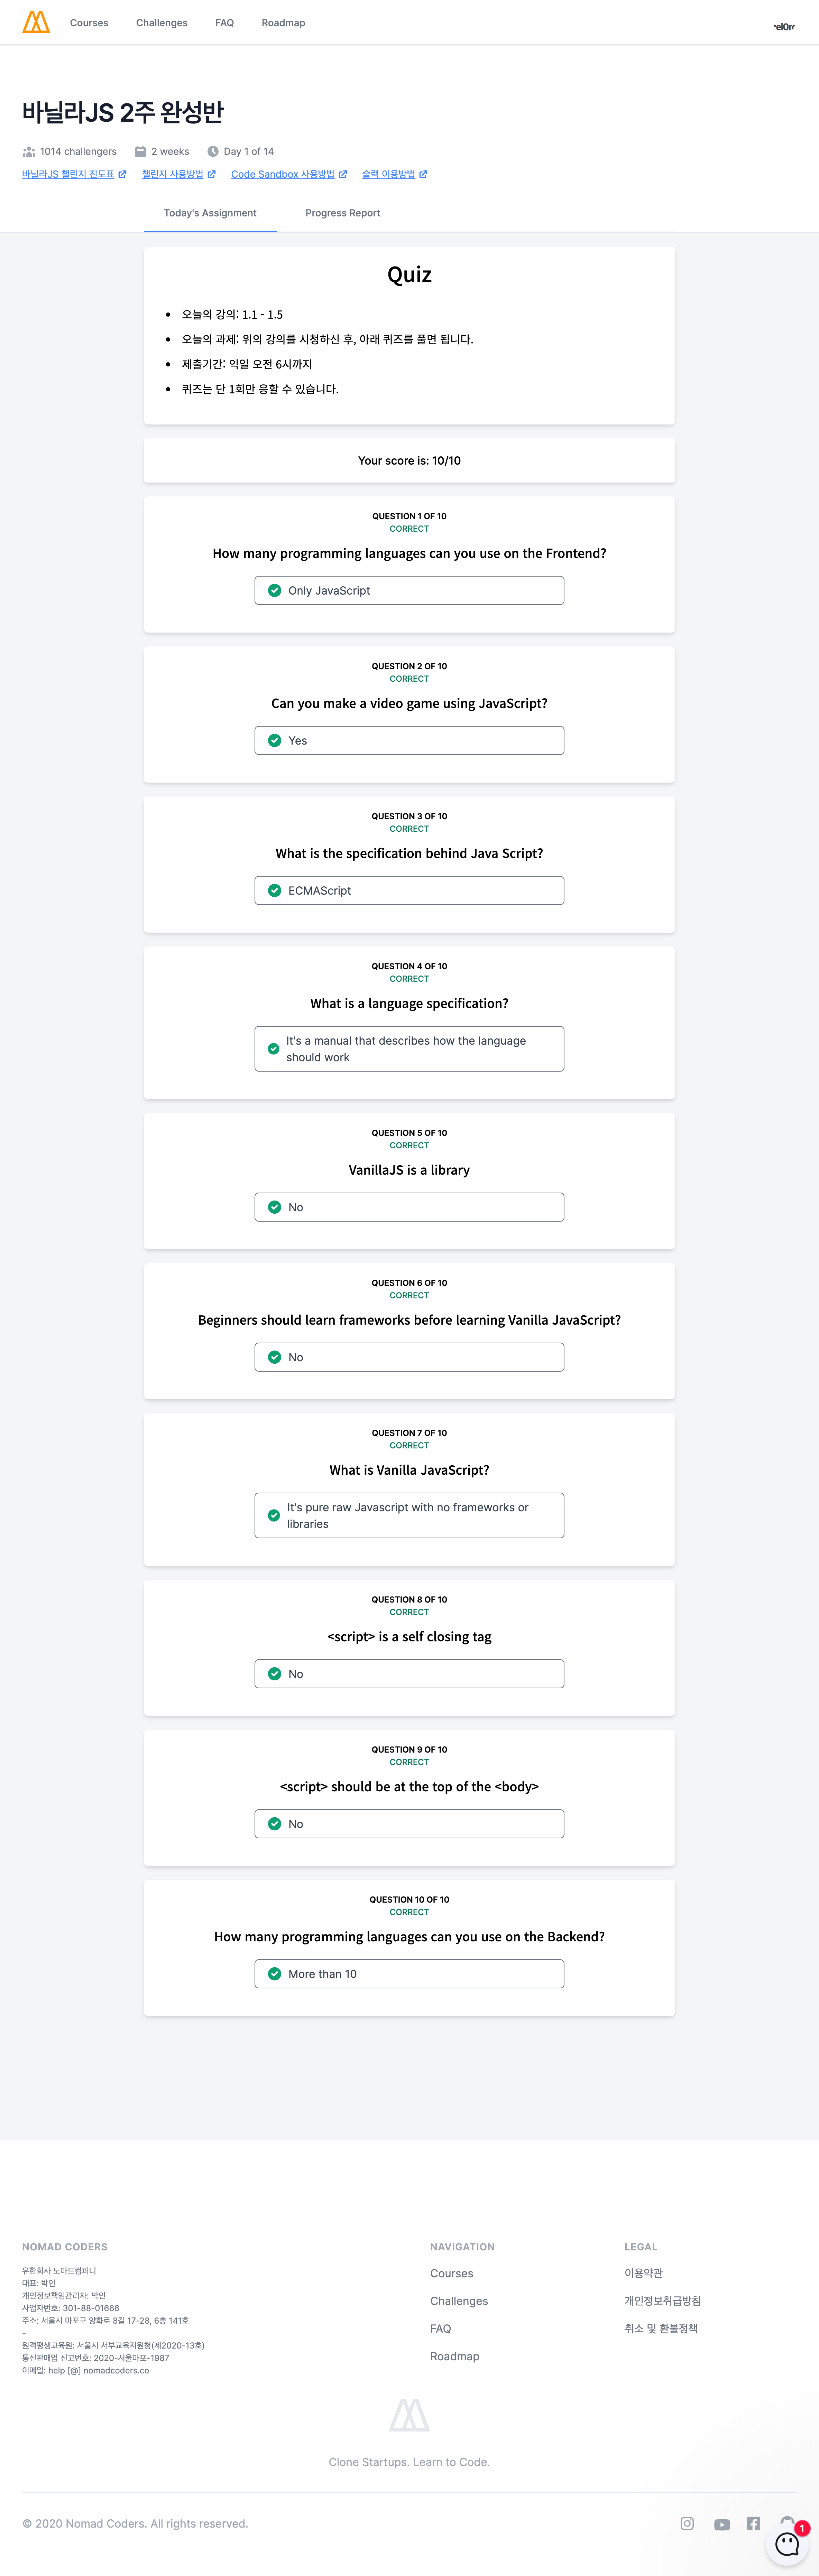 Courses Challenges FAQ Roadmap
바닐라JS 2주 완성반
1014 challengers 2 weeks Day 1 of 14
바닐라JS 챌린지 진도표 챌린지 사용방법 Code Sandbox 사용방법 슬랙 이용방법
Today's Assignment Progress Report
Quiz
• 오늘의 강의: 1.1 - 1.5
• 오늘의 과제: 위의 강의를 시청하신 후, 아래 퀴즈를 풀면 됩니다.
• 제출기간: 익일 오전 6시까지
• 퀴즈는 단 1회만 응할 수 있습니다.
Your score is: 10/10
QUESTION 1 OF 10
CORRECT
How many programming languages can you use on the Frontend?
Only JavaScript
QUESTION 2 OF 10
CORRECT
Can you make a video game using JavaScript?
Yes
QUESTION 3 OF 10
CORRECT
What is the specification behind Java Script?
ECMAScript
QUESTION 4 OF 10
CORRECT
What is a language specification?
It's a manual that describes how the language
should work
QUESTION 5 OF 10
CORRECT
VanillaJS is a library
No
QUESTION 6 OF 10
CORRECT
Beginners should learn frameworks before learning Vanilla JavaScript?
No
QUESTION 7 OF 10
CORRECT
What is Vanilla JavaScript?
It's pure raw Javascript with no frameworks or
libraries
QUESTION 8 OF 10
CORRECT
<script> is a self closing tag
No
QUESTION 9 OF 10
CORRECT
<script> should be at the top of the <body>
No
QUESTION 10 OF 10
CORRECT
How many programming languages can you use on the Backend?
More than 10
NOMAD CODERS
유한회사 노마드컴퍼니
대표: 박인
개인정보책임관리자: 박인
사업자번호: 301-88-01666
주소: 서울시 마포구 양화로 8길 17-28, 6층 141호
-
원격평생교육원: 서울시 서부교육지원청(제2020-13호)
통신판매업 신고번호: 2020-서울마포-1987
이메일: help [@] nomadcoders.co
NAVIGATION
Courses
Challenges
FAQ
Roadmap
LEGAL
이용약관
개인정보취급방침
취소 및 환불정책
Clone Startups. Learn to Code.
© 2020 Nomad Coders. All rights reserved.
1